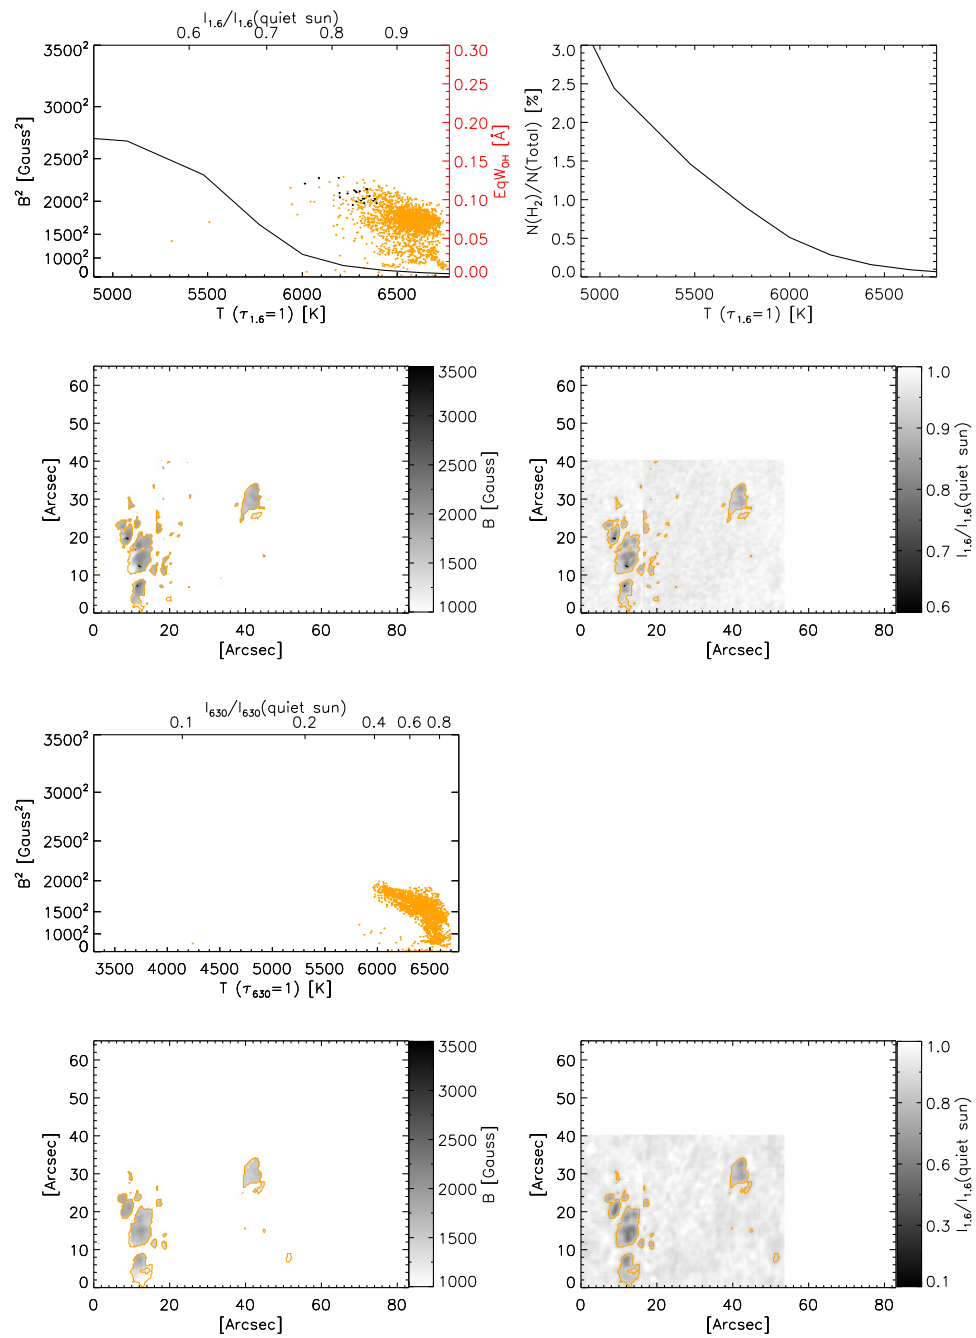 I1.6/I1.6(quiet sun)
0.6 0.7 0.8 0.9
3500² 3000² 2500² 2000² 1500² 1000² 0
B² [Gauss²]
0.30 0.25 0.20 0.15 0.10 0.05 0.00
EqWOH [Å]
5000 5500 6000 6500
T (τ1.6=1) [K]
3.0 2.5 2.0 1.5 1.0 0.5 0.0
N(H2)/N(Total) [%]
5000 5500 6000 6500
T (τ1.6=1) [K]
60 50 40 30 20 10 0
[Arcsec]
0 20 40 60 80
[Arcsec]
3500 3000 2500 2000 1500 1000
B [Gauss]
60 50 40 30 20 10 0
[Arcsec]
0 20 40 60 80
[Arcsec]
1.0 0.9 0.8 0.7 0.6
I1.6/I1.6(quiet sun)
I630/I630(quiet sun)
0.1 0.2 0.4 0.6 0.8
3500² 3000² 2500² 2000² 1500² 1000² 0
B² [Gauss²]
3500 4000 4500 5000 5500 6000 6500
T (τ630=1) [K]
60 50 40 30 20 10 0
[Arcsec]
0 20 40 60 80
[Arcsec]
3500 3000 2500 2000 1500 1000
B [Gauss]
60 50 40 30 20 10 0
[Arcsec]
0 20 40 60 80
[Arcsec]
1.0 0.8 0.6 0.3 0.1
I1.6/I1.6(quiet sun)